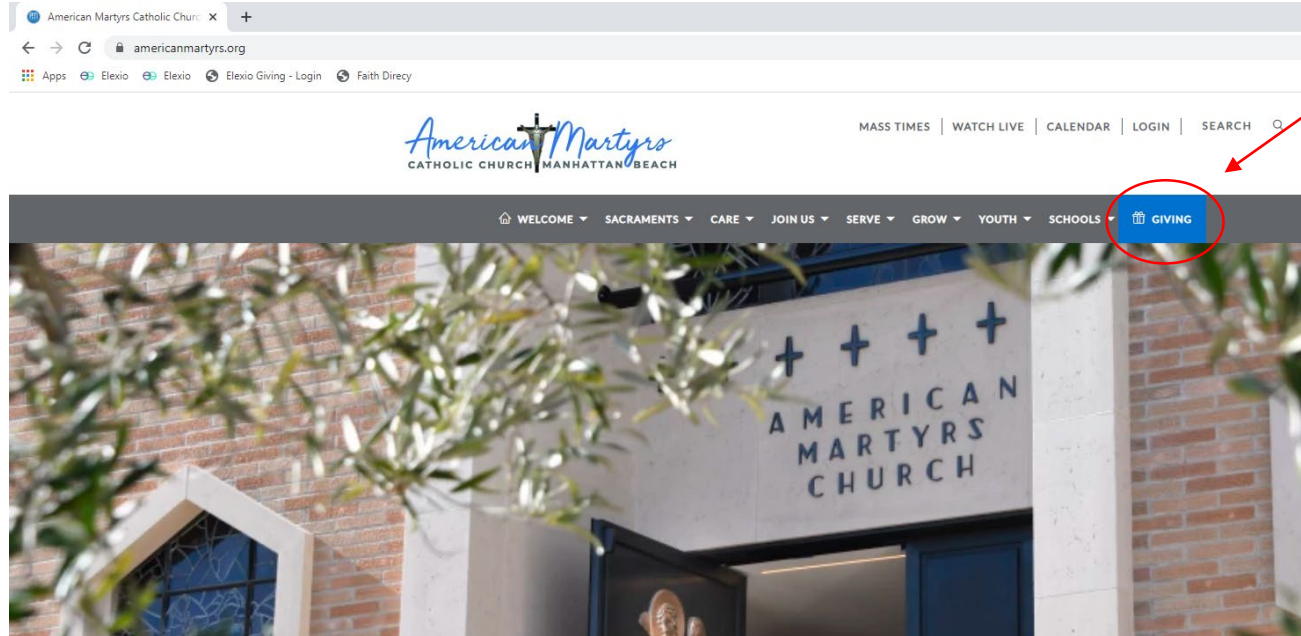 American Martyrs Catholic Churc
americanmartyrs.org
Apps Elexio Elexio Elexio Giving - Login Faith Direcy
American Martyrs
CATHOLIC CHURCH MANHATTAN BEACH
MASS TIMES | WATCH LIVE | CALENDAR | LOGIN | SEARCH
WELCOME SACRAMENTS CARE JOIN US SERVE GROW YOUTH SCHOOLS GIVING
AMERICAN
MARTYRS
CHURCH